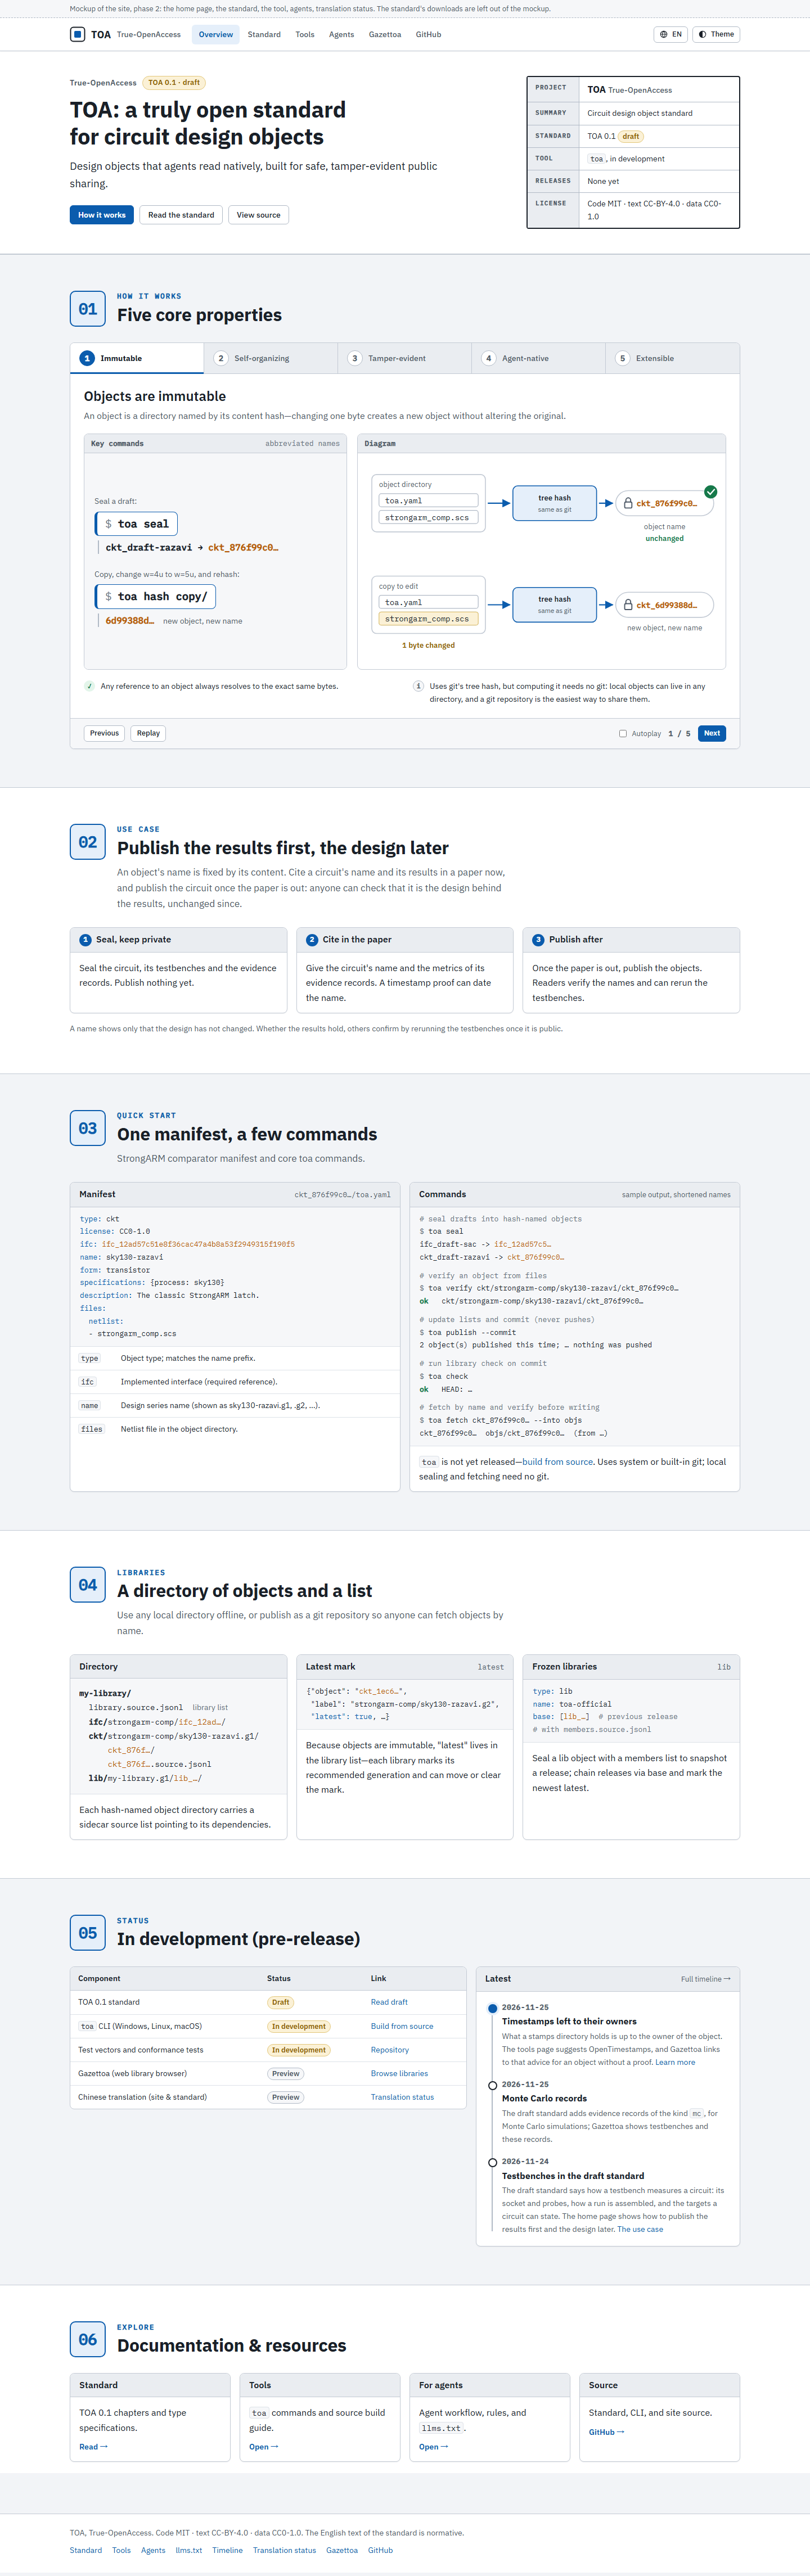 Mockup of the site, phase 2: the home page, the standard, the tool, agents, translation status. The standard's downloads are left out of the mockup.
TOA True-OpenAccess Overview Standard Tools Agents Gazettoa GitHub EN Theme
True-OpenAccess TOA 0.1 · draft
TOA: a truly open standard
for circuit design objects
Design objects that agents read natively, built for safe, tamper-evident public
sharing.
How it works Read the standard View source
PROJECT TOA True-OpenAccess
SUMMARY Circuit design object standard
STANDARD TOA 0.1 draft
TOOL toa, in development
RELEASES None yet
LICENSE Code MIT · text CC-BY-4.0 · data CC0-
1.0
01
HOW IT WORKS
Five core properties
1 Immutable 2 Self-organizing 3 Tamper-evident 4 Agent-native 5 Extensible
Objects are immutable
An object is a directory named by its content hash—changing one byte creates a new object without altering the original.
Key commands abbreviated names
Seal a draft:
$ toa seal
ckt_draft-razavi → ckt_876f99c0…
Copy, change w=4u to w=5u, and rehash:
$ toa hash copy/
6d99388d… new object, new name
Diagram
object directory
toa.yaml
strongarm_comp.scs
tree hash
same as git
ckt_876f99c0…
object name
unchanged
copy to edit
toa.yaml
strongarm_comp.scs
1 byte changed
tree hash
same as git
ckt_6d99388d…
new object, new name
✓ Any reference to an object always resolves to the exact same bytes.
i Uses git's tree hash, but computing it needs no git: local objects can live in any
directory, and a git repository is the easiest way to share them.
Previous Replay Autoplay 1 / 5 Next
02
USE CASE
Publish the results first, the design later
An object's name is fixed by its content. Cite a circuit's name and its results in a paper now,
and publish the circuit once the paper is out: anyone can check that it is the design behind
the results, unchanged since.
1 Seal, keep private
Seal the circuit, its testbenches and the evidence
records. Publish nothing yet.
2 Cite in the paper
Give the circuit's name and the metrics of its
evidence records. A timestamp proof can date
the name.
3 Publish after
Once the paper is out, publish the objects.
Readers verify the names and can rerun the
testbenches.
A name shows only that the design has not changed. Whether the results hold, others confirm by rerunning the testbenches once it is public.
03
QUICK START
One manifest, a few commands
StrongARM comparator manifest and core toa commands.
Manifest ckt_876f99c0…/toa.yaml
type: ckt
license: CC0-1.0
ifc: ifc_12ad57c51e8f36cac47a4b8a53f2949315f190f5
name: sky130-razavi
form: transistor
specifications: {process: sky130}
description: The classic StrongARM latch.
files:
netlist:
- strongarm_comp.scs
type Object type; matches the name prefix.
ifc Implemented interface (required reference).
name Design series name (shown as sky130-razavi.g1, .g2, …).
files Netlist file in the object directory.
Commands sample output, shortened names
# seal drafts into hash-named objects
$ toa seal
ifc_draft-sac -> ifc_12ad57c5…
ckt_draft-razavi -> ckt_876f99c0…
# verify an object from files
$ toa verify ckt/strongarm-comp/sky130-razavi/ckt_876f99c0…
ok ckt/strongarm-comp/sky130-razavi/ckt_876f99c0…
# update lists and commit (never pushes)
$ toa publish --commit
2 object(s) published this time; … nothing was pushed
# run library check on commit
$ toa check
ok HEAD: …
# fetch by name and verify before writing
$ toa fetch ckt_876f99c0… --into objs
ckt_876f99c0… objs/ckt_876f99c0… (from …)
toa is not yet released—build from source. Uses system or built-in git; local
sealing and fetching need no git.
04
LIBRARIES
A directory of objects and a list
Use any local directory offline, or publish as a git repository so anyone can fetch objects by
name.
Directory
my-library/
library.source.jsonl library list
ifc/strongarm-comp/ifc_12ad…/
ckt/strongarm-comp/sky130-razavi.g1/
ckt_876f…/
ckt_876f….source.jsonl
lib/my-library.g1/lib_…/
Each hash-named object directory carries a
sidecar source list pointing to its dependencies.
Latest mark latest
{"object": "ckt_1ec6…",
"label": "strongarm-comp/sky130-razavi.g2",
"latest": true, …}
Because objects are immutable, "latest" lives in
the library list—each library marks its
recommended generation and can move or clear
the mark.
Frozen libraries lib
type: lib
name: toa-official
base: [lib_…] # previous release
# with members.source.jsonl
Seal a lib object with a members list to snapshot
a release; chain releases via base and mark the
newest latest.
05
STATUS
In development (pre-release)
Component Status Link
TOA 0.1 standard Draft Read draft
toa CLI (Windows, Linux, macOS) In development Build from source
Test vectors and conformance tests In development Repository
Gazettoa (web library browser) Preview Browse libraries
Chinese translation (site & standard) Preview Translation status
Latest Full timeline →
2026-11-25
Timestamps left to their owners
What a stamps directory holds is up to the owner of the object.
The tools page suggests OpenTimestamps, and Gazettoa links
to that advice for an object without a proof. Learn more
2026-11-25
Monte Carlo records
The draft standard adds evidence records of the kind mc, for
Monte Carlo simulations; Gazettoa shows testbenches and
these records.
2026-11-24
Testbenches in the draft standard
The draft standard says how a testbench measures a circuit: its
socket and probes, how a run is assembled, and the targets a
circuit can state. The home page shows how to publish the
results first and the design later. The use case
06
EXPLORE
Documentation & resources
Standard
TOA 0.1 chapters and type
specifications.
Read →
Tools
toa commands and source build
guide.
Open →
For agents
Agent workflow, rules, and
llms.txt.
Open →
Source
Standard, CLI, and site source.
GitHub →
TOA, True-OpenAccess. Code MIT · text CC-BY-4.0 · data CC0-1.0. The English text of the standard is normative.
Standard Tools Agents llms.txt Timeline Translation status Gazettoa GitHub